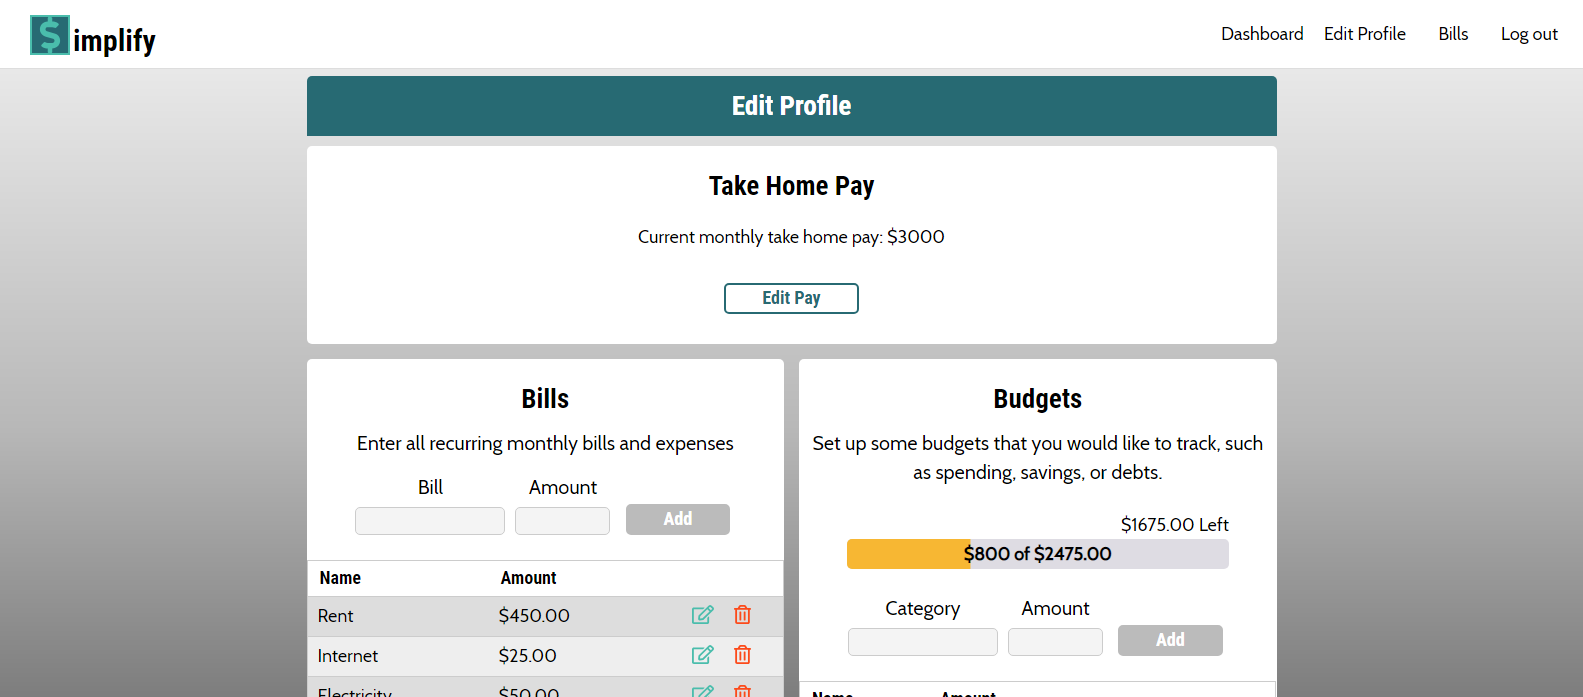 $implify
Dashboard Edit Profile Bills Log out
Edit Profile
Take Home Pay
Current monthly take home pay: $3000
Edit Pay
Bills
Enter all recurring monthly bills and expenses
Bill Amount
Add
Name Amount
Rent $450.00
Internet $25.00
Electricity $50.00
Budgets
Set up some budgets that you would like to track, such
as spending, savings, or debts.
$1675.00 Left
$800 of $2475.00
Category Amount
Add
Name Amount